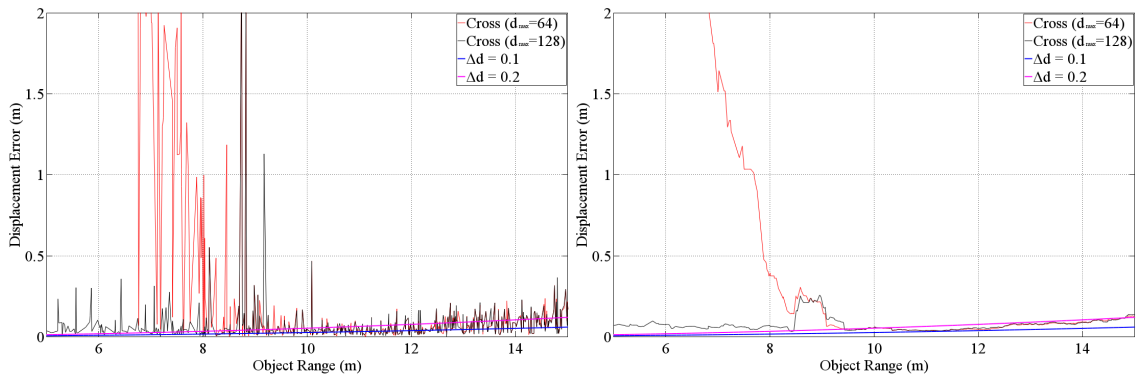 2
1.5
1
0.5
0
6
8
10
12
14
Displacement Error (m)
Object Range (m)
Cross (dmax=64)
Cross (dmax=128)
Δd = 0.1
Δd = 0.2
2
1.5
1
0.5
0
6
8
10
12
14
Displacement Error (m)
Object Range (m)
Cross (dmax=64)
Cross (dmax=128)
Δd = 0.1
Δd = 0.2